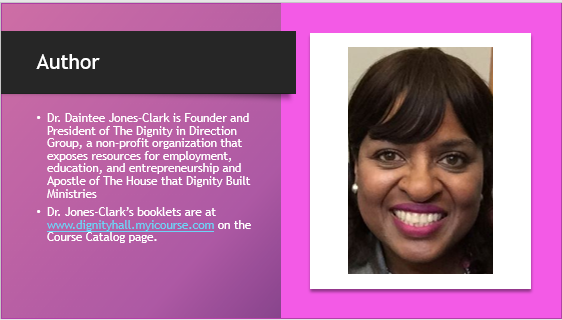 Author
• Dr. Daintee Jones-Clark is Founder and
President of The Dignity in Direction
Group, a non-profit organization that
exposes resources for employment,
education, and entrepreneurship and
Apostle of The House that Dignity Built
Ministries
• Dr. Jones-Clark's booklets are at
www.dignityhall.myicourse.com on the
Course Catalog page.